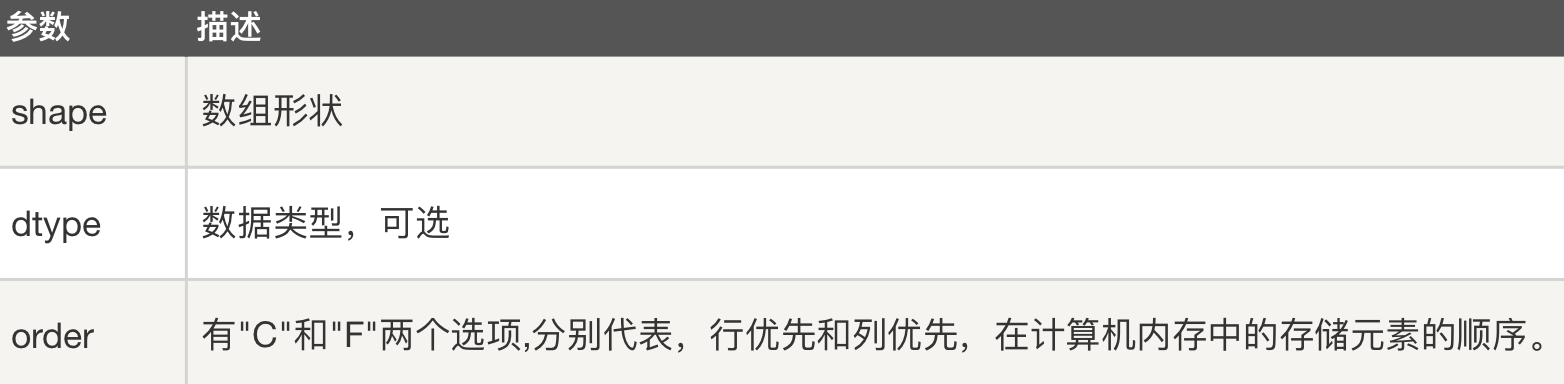 参数 描述
shape 数组形状
dtype 数据类型，可选
order 有"C"和"F"两个选项,分别代表，行优先和列优先，在计算机内存中的存储元素的顺序。